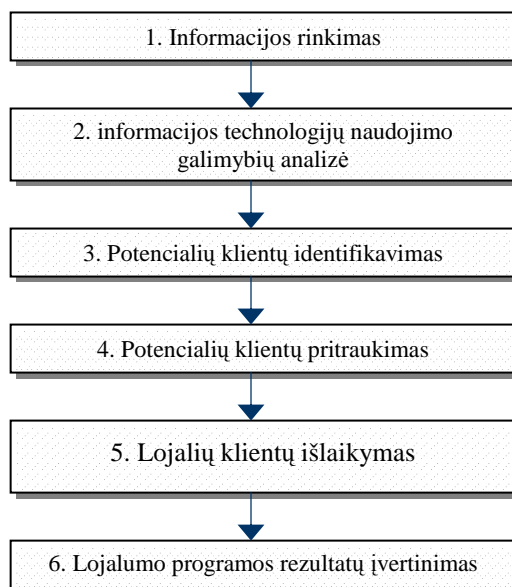 1. Informacijos rinkimas
2. informacijos technologijų naudojimo
galimybių analizė
3. Potencialių klientų identifikavimas
4. Potencialių klientų pritraukimas
5. Lojalių klientų išlaikymas
6. Lojalumo programos rezultatų įvertinimas